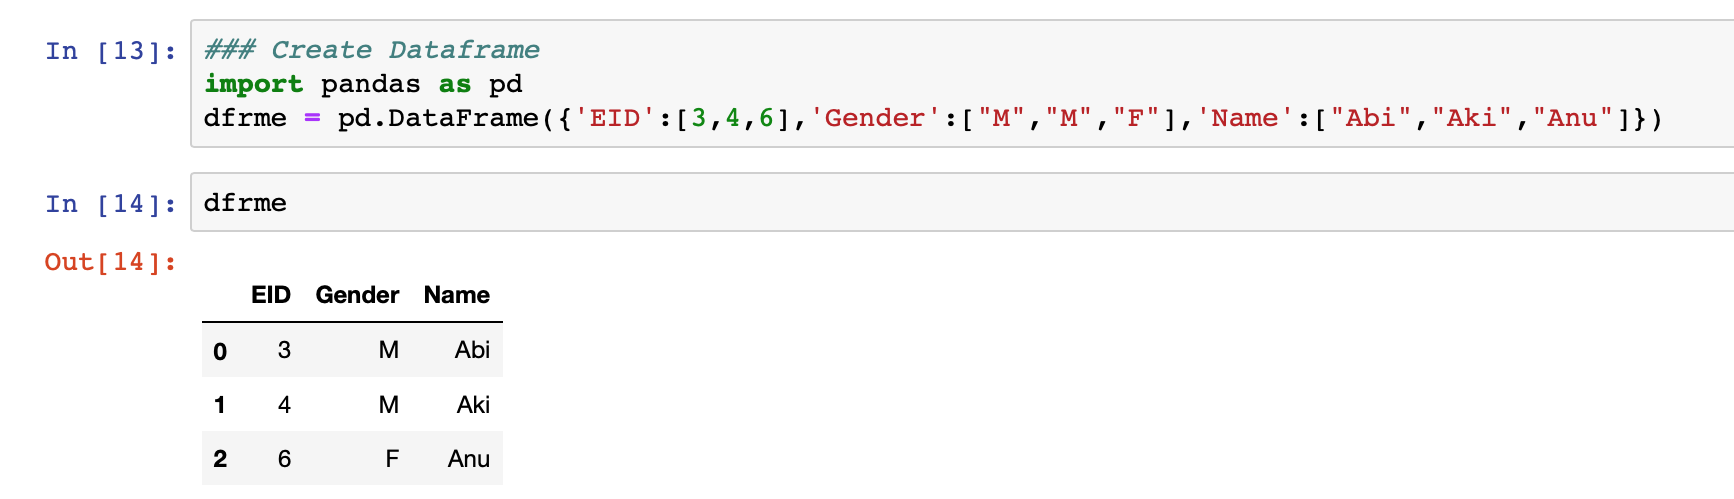 In [13]: ### Create Dataframe
import pandas as pd
dfrme = pd.DataFrame({'EID':[3,4,6],'Gender':["M","M","F"],'Name':["Abi","Aki","Anu"]})
In [14]: dfrme
Out[14]:
EID Gender Name
0 3 M Abi
1 4 M Aki
2 6 F Anu